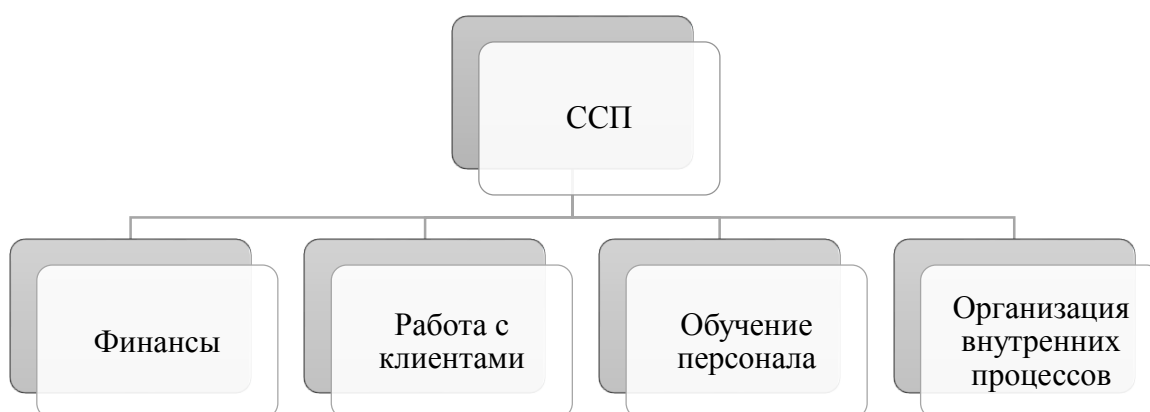 ССП
Финансы
Работа с
клиентами
Обучение
персонала
Организация
внутренних
процессов